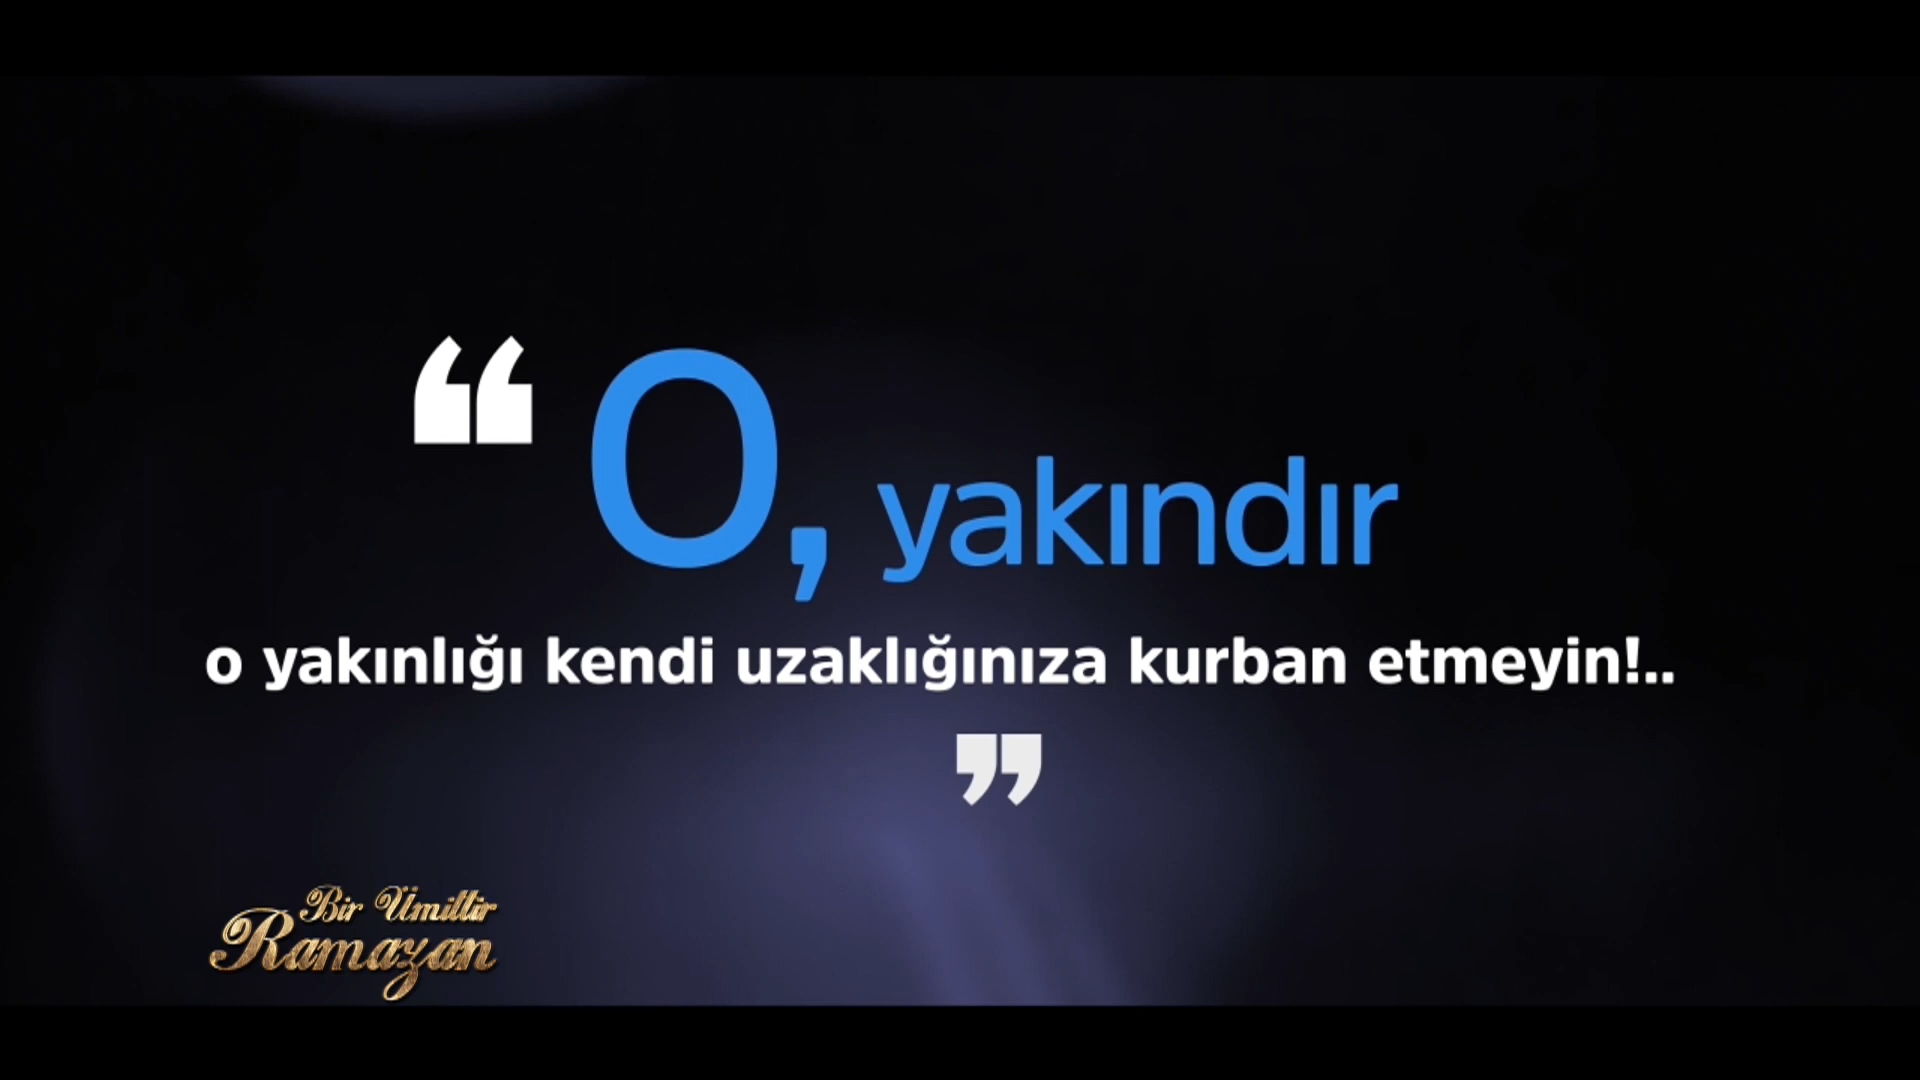 “ O, yakındır
o yakınlığı kendi uzaklığınıza kurban etmeyin!..
”
Bir Ümittir
Ramazan